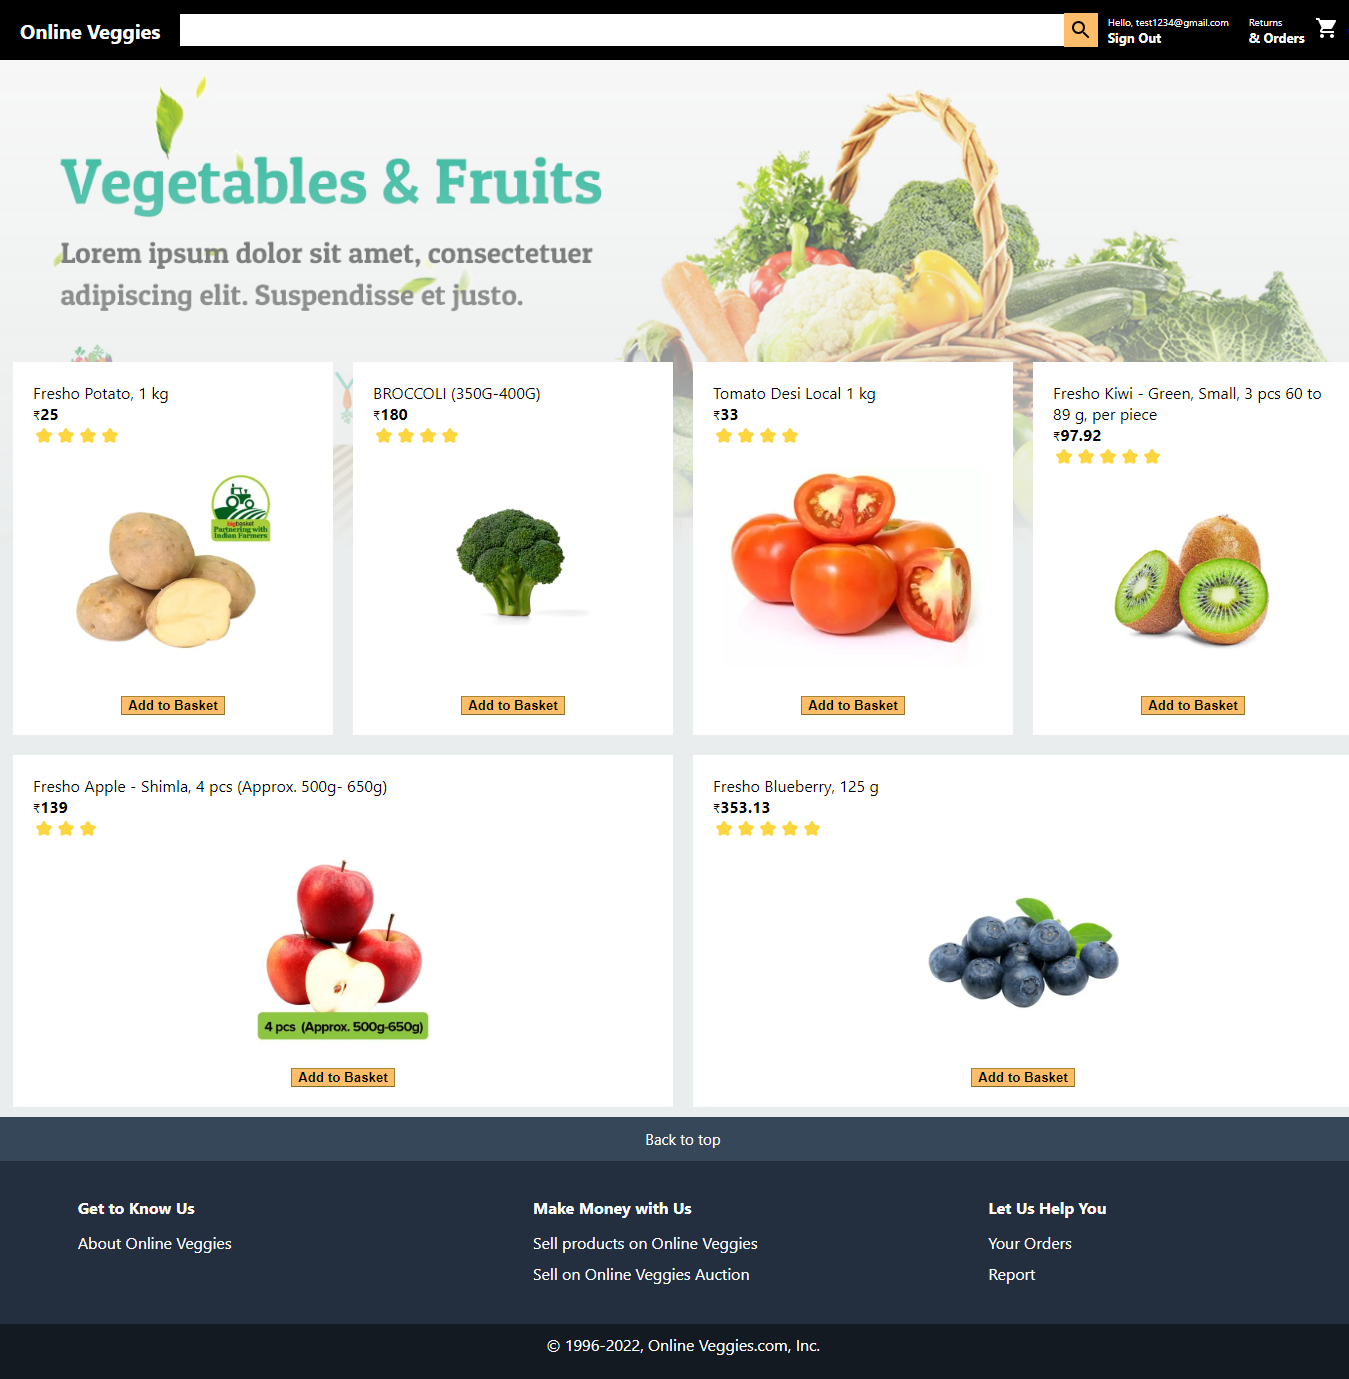 Online Veggies
Hello, test1234@gmail.com
Sign Out
Returns
& Orders
Vegetables & Fruits
Lorem ipsum dolor sit amet, consectetuer
adipiscing elit. Suspendisse et justo.
Fresho Potato, 1 kg
₹25
bigbasket
Partnering with
Indian Farmers
Add to Basket
BROCCOLI (350G-400G)
₹180
Add to Basket
Tomato Desi Local 1 kg
₹33
Add to Basket
Fresho Kiwi - Green, Small, 3 pcs 60 to
89 g, per piece
₹97.92
Add to Basket
Fresho Apple - Shimla, 4 pcs (Approx. 500g- 650g)
₹139
4 pcs (Approx. 500g-650g)
Add to Basket
Fresho Blueberry, 125 g
₹353.13
Add to Basket
Back to top
Get to Know Us
About Online Veggies
Make Money with Us
Sell products on Online Veggies
Sell on Online Veggies Auction
Let Us Help You
Your Orders
Report
© 1996-2022, Online Veggies.com, Inc.